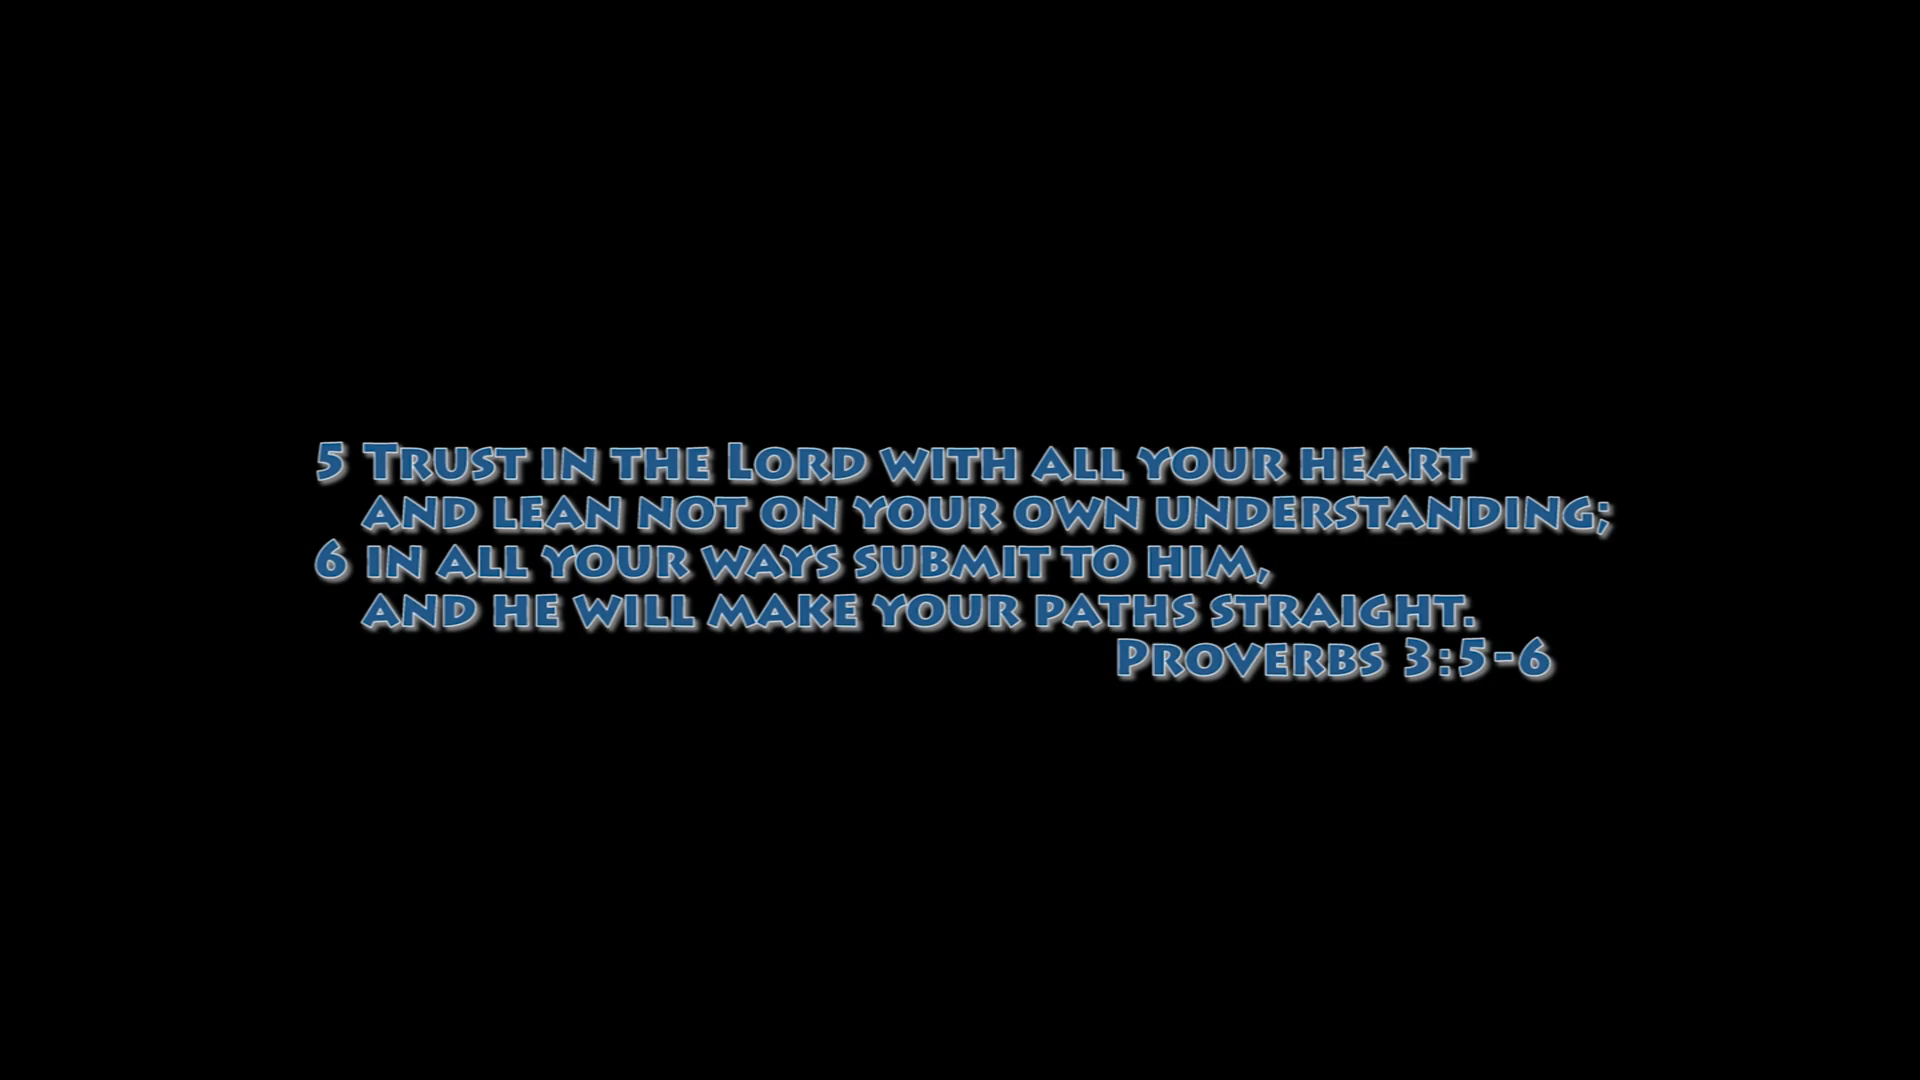 5 Trust in the Lord with all your heart
and lean not on your own understanding;
6 in all your ways submit to him,
and he will make your paths straight.
Proverbs 3:5-6